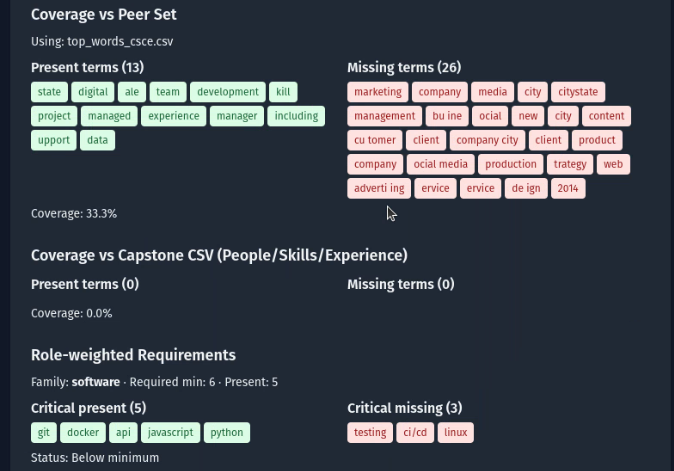 Coverage vs Peer Set
Using: top_words_csce.csv
Present terms (13)
state digital ale team development kill
project managed experience manager including
upport data
Missing terms (26)
marketing company media city citystate
management bu ine ocial new city content
cu tomer client company city client product
company ocial media production trategy web
adverti ing ervice ervice de ign 2014
Coverage: 33.3%
Coverage vs Capstone CSV (People/Skills/Experience)
Present terms (0)
Missing terms (0)
Coverage: 0.0%
Role-weighted Requirements
Family: software · Required min: 6 · Present: 5
Critical present (5)
git docker api javascript python
Critical missing (3)
testing ci/cd linux
Status: Below minimum